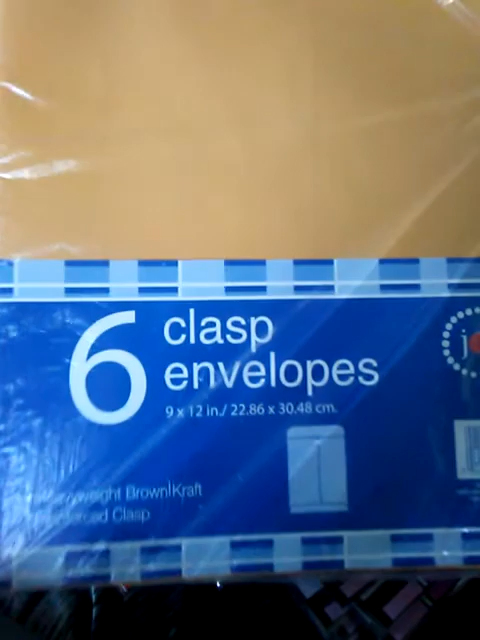 6 clasp
envelopes
9 x 12 in./ 22.86 x 30.48 cm.
Brown Kraft
Clasp
j